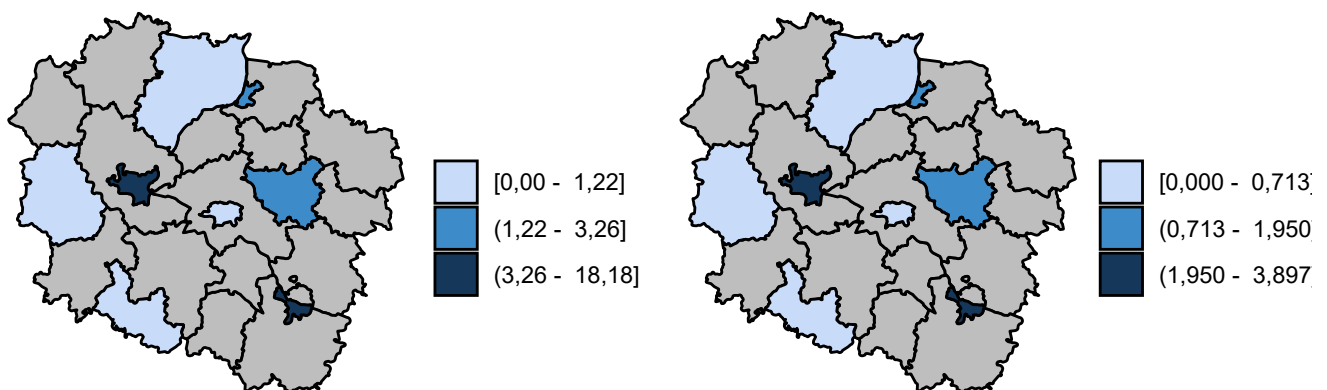 [0,00 - 1,22]
(1,22 - 3,26]
(3,26 - 18,18]
[0,000 - 0,713]
(0,713 - 1,950]
(1,950 - 3,897]